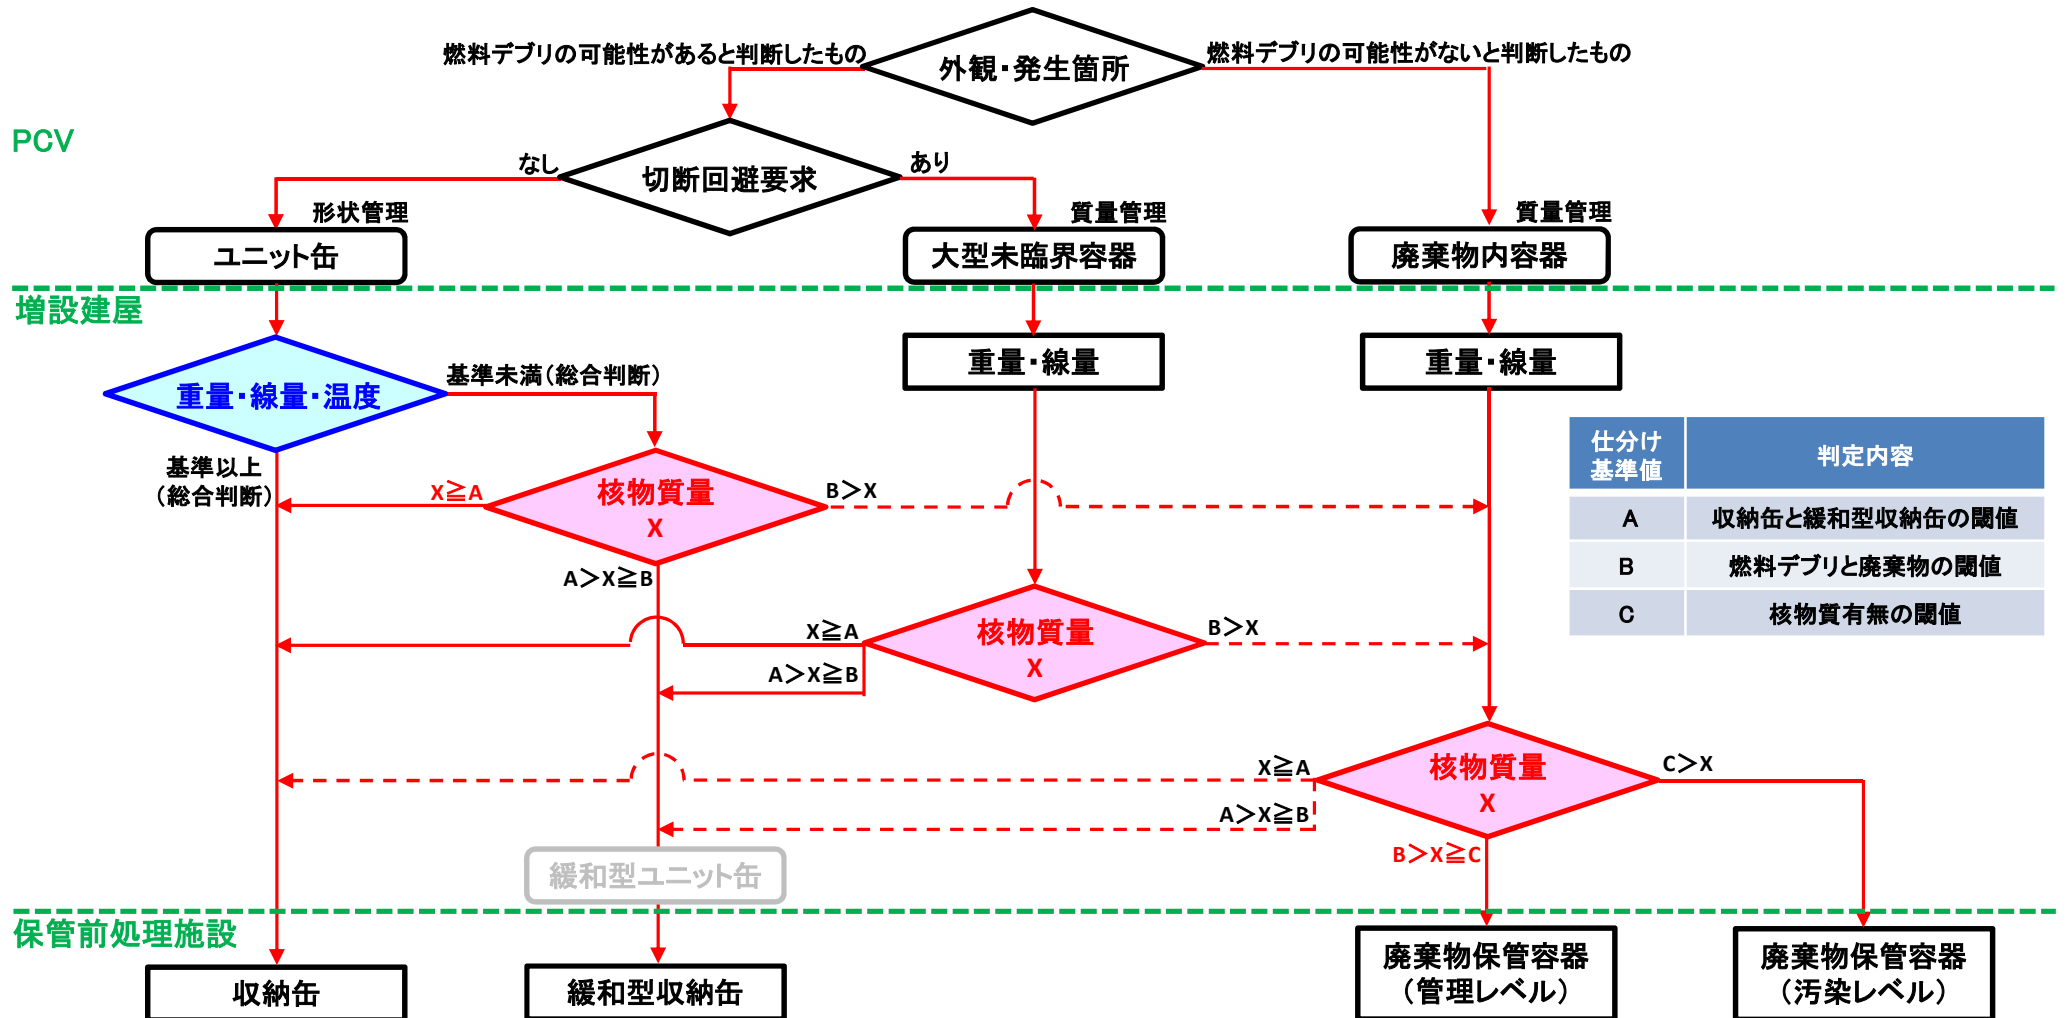 燃料デブリの可能性があると判断したもの
外観・発生箇所
燃料デブリの可能性がないと判断したもの
PCV
なし
切断回避要求
あり
形状管理
質量管理
質量管理
ユニット缶
大型未臨界容器
廃棄物内容器
増設建屋
重量・線量・温度
基準未満（総合判断）
重量・線量
重量・線量
基準以上
（総合判断）
X≧A
核物質量
X
B＞X
A＞X≧B
仕分け
基準値
判定内容
A
収納缶と緩和型収納缶の閾値
B
燃料デブリと廃棄物の閾値
C
核物質有無の閾値
X≧A
核物質量
X
B＞X
A＞X≧B
X≧A
核物質量
X
C＞X
A＞X≧B
B＞X≧C
緩和型ユニット缶
保管前処理施設
収納缶
緩和型収納缶
廃棄物保管容器
（管理レベル）
廃棄物保管容器
（汚染レベル）